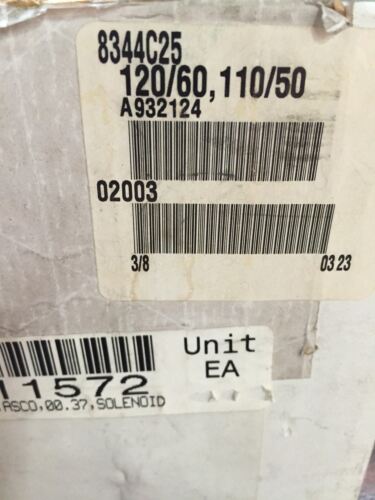 8344C25
120/60,110/50
A932124
02003
3/8 03 23
Unit
EA
11572
ASCO,00.37,SOLENOID